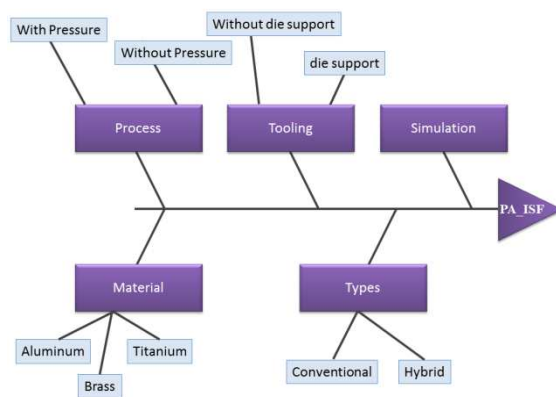 With Pressure
Without Pressure
Without die support
die support
Process
Tooling
Simulation
PA_ISF
Material
Types
Aluminum
Titanium
Brass
Conventional
Hybrid